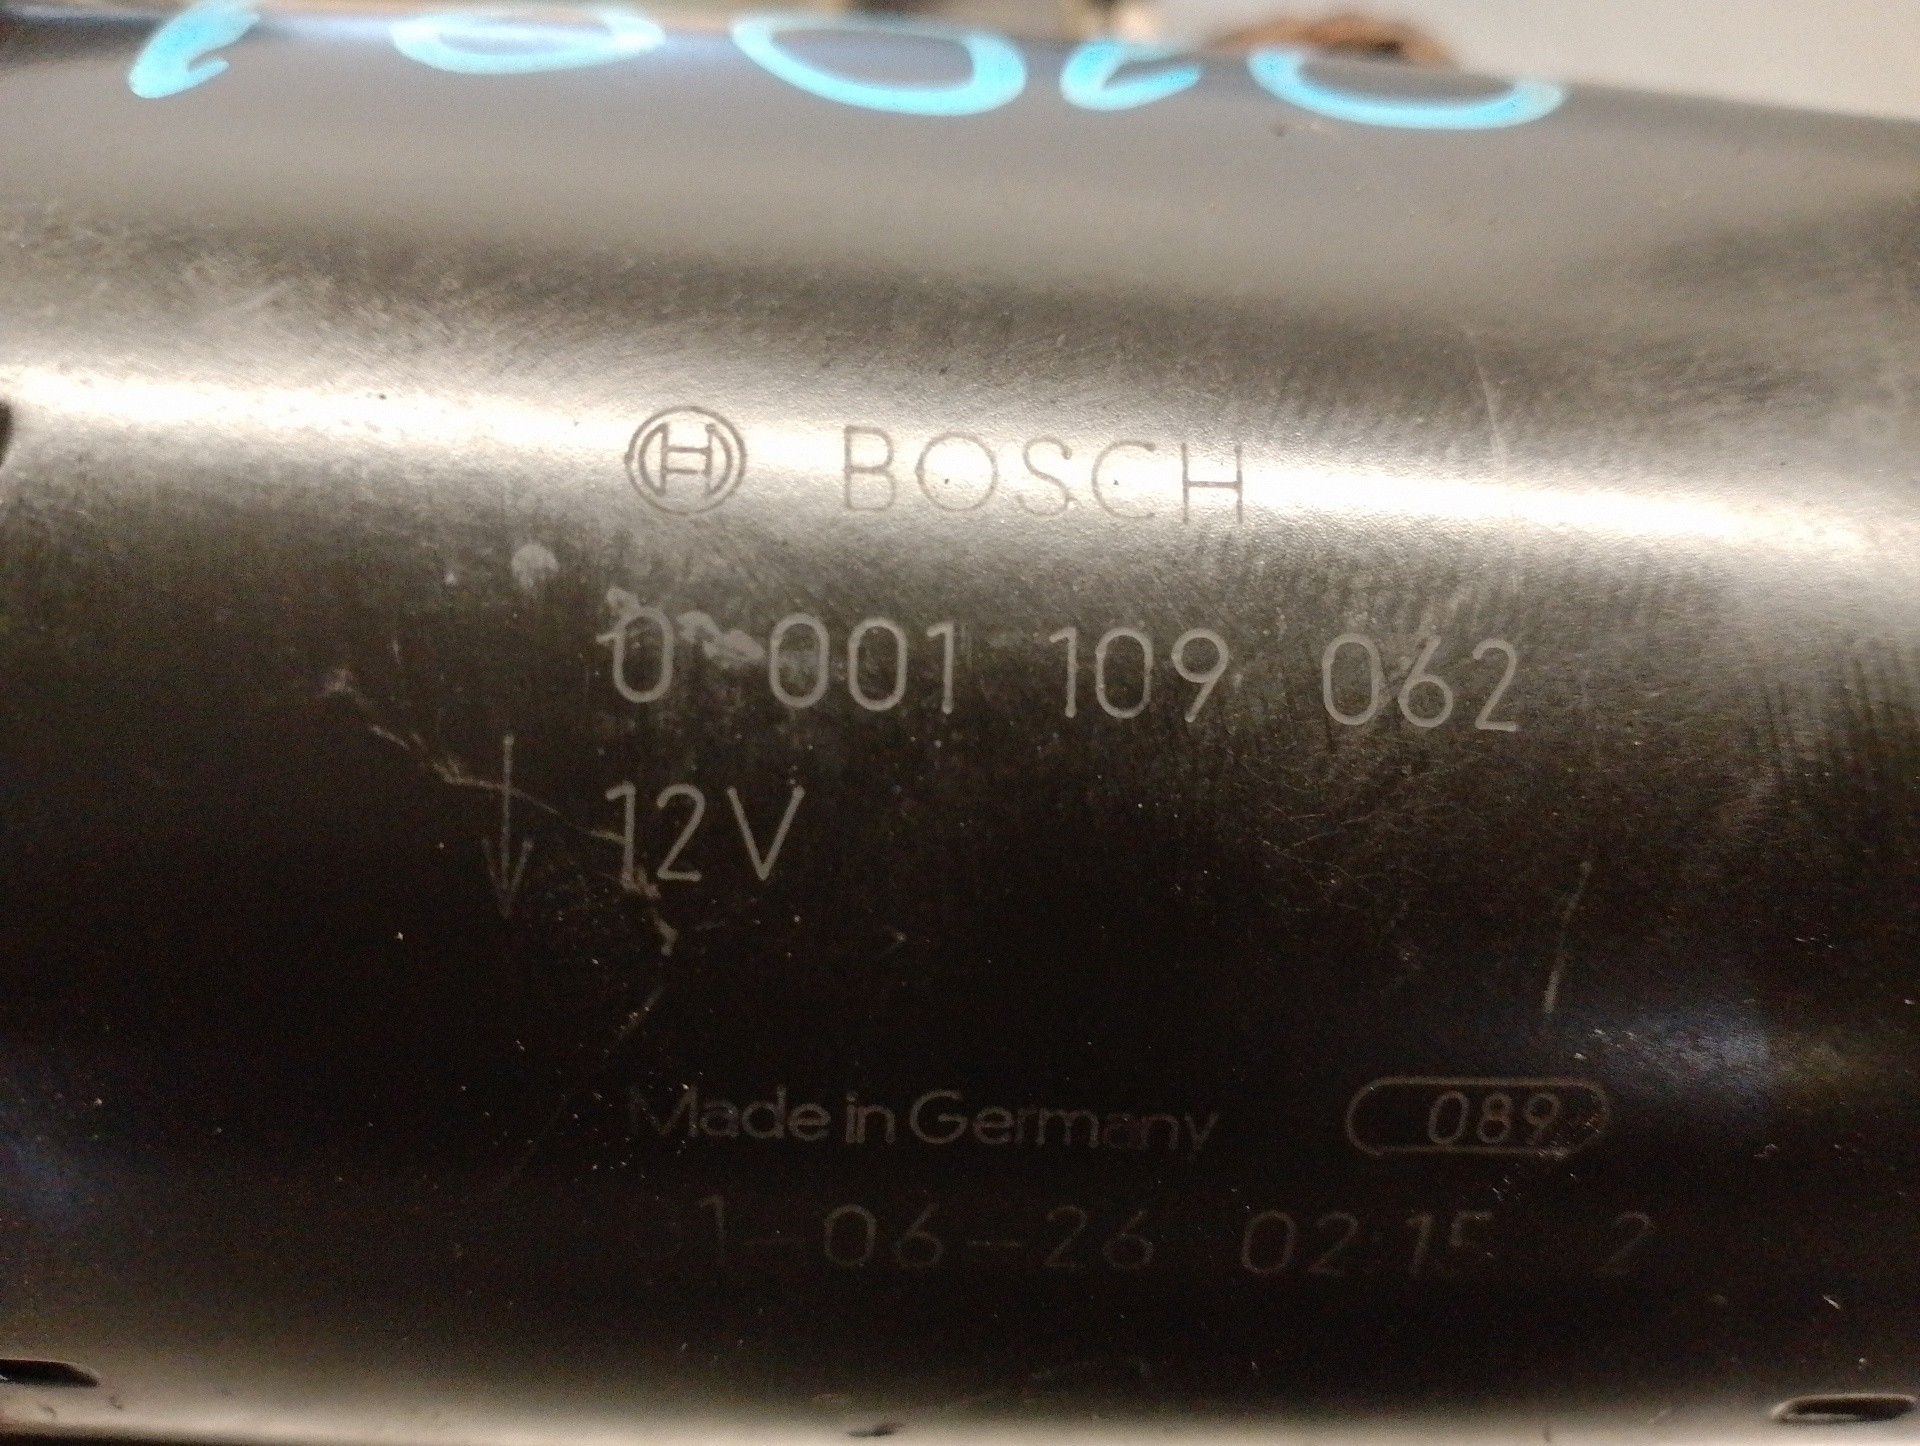 BOSCH
0 001 109 062
12V
Made in Germany 089
1-06-26 02:15 2